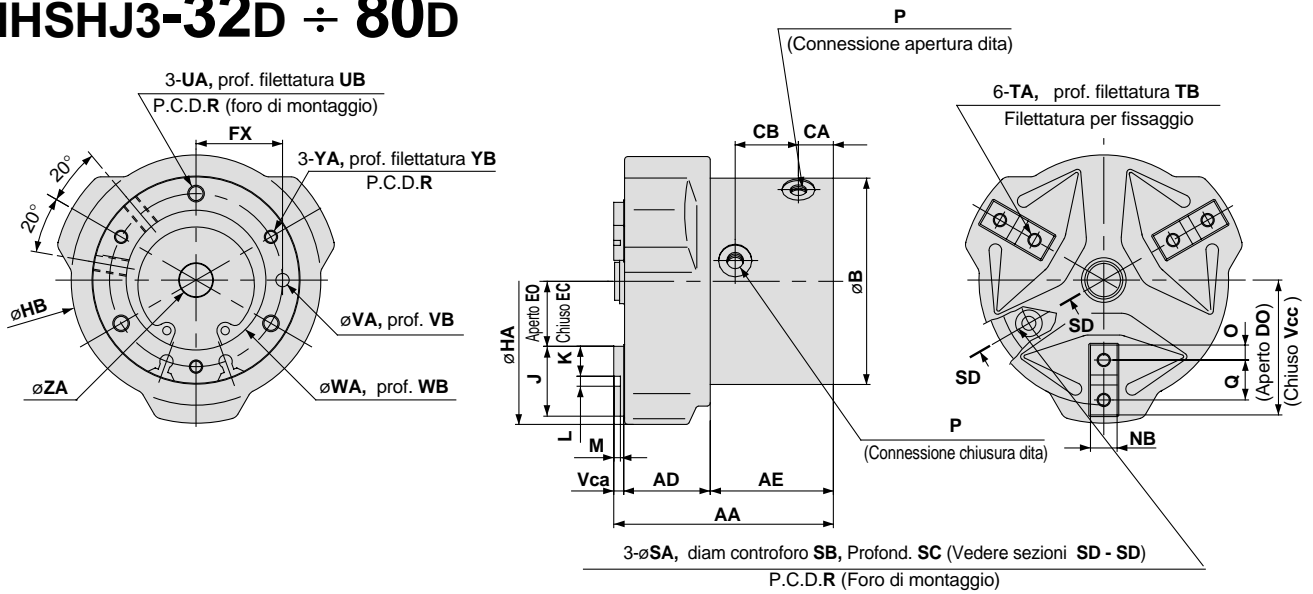 MHSHJ3-32D ÷ 80D
3-UA, prof. filettatura UB
P.C.D.R (foro di montaggio)
FX
3-YA, prof. filettatura YB
P.C.D.R
20°
20°
øHB
øVA, prof. VB
øZA
øWA, prof. WB
P
(Connessione apertura dita)
CB
CA
øB
øHA
Aperto EO
Chiuso EC
K
J
L
M
Vca
AD
AE
AA
P
(Connessione chiusura dita)
6-TA, prof. filettatura TB
Filettatura per fissaggio
SD
SD
O
Q
(Aperto DO)
(Chiuso Vcc )
NB
3-øSA, diam controforo SB, Profond. SC (Vedere sezioni SD - SD)
P.C.D.R (Foro di montaggio)